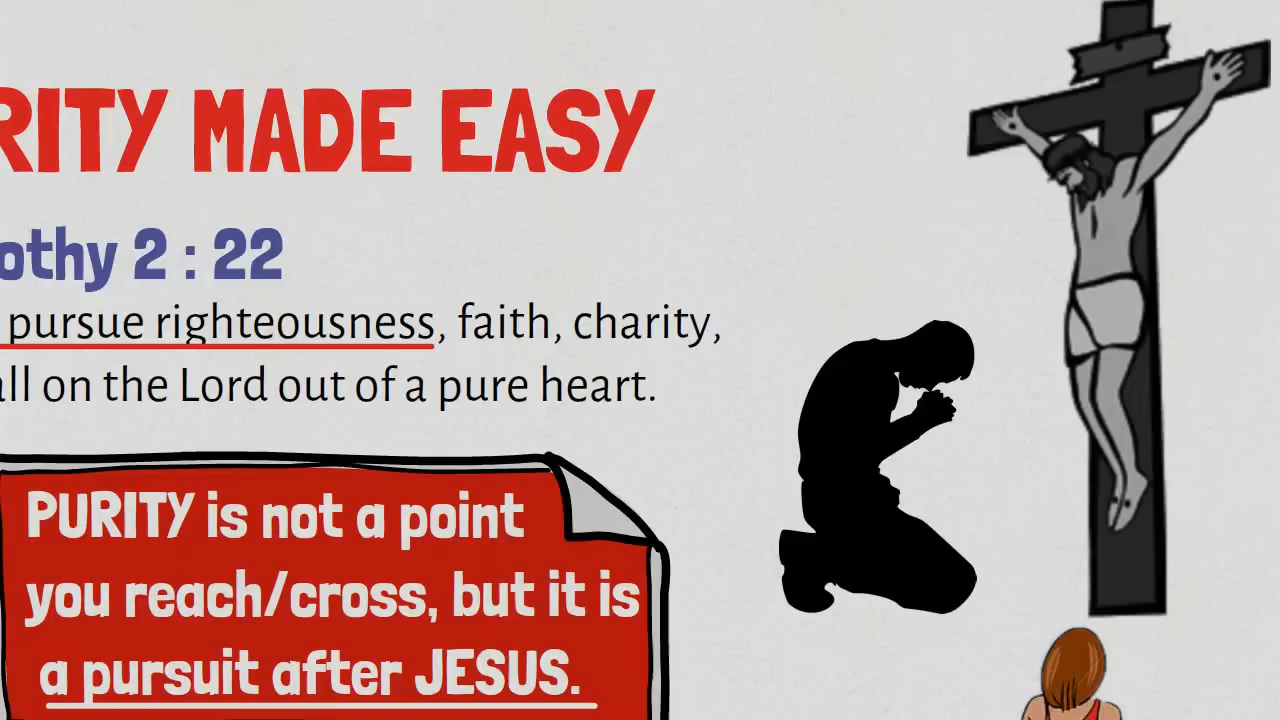 RITY MADE EASY
othy 2 : 22
pursue righteousness, faith, charity,
all on the Lord out of a pure heart.
PURITY is not a point
you reach/cross, but it is
a pursuit after JESUS.